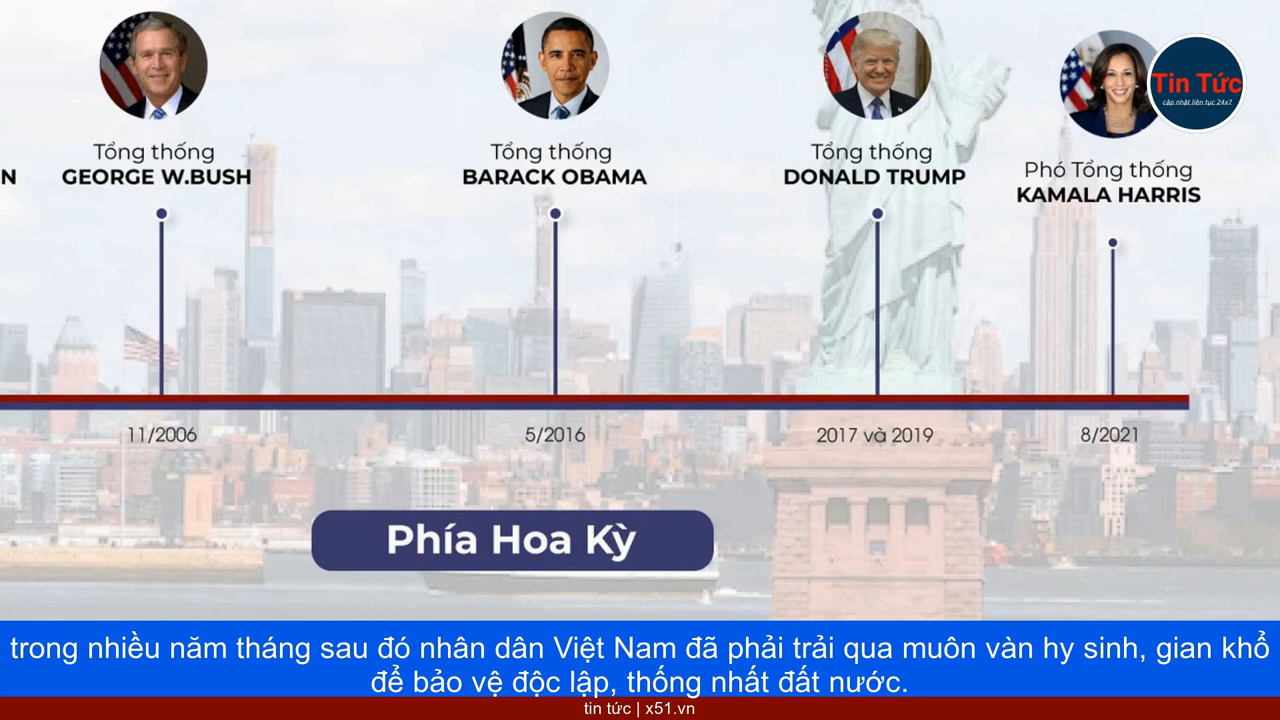 Tin Tức
cập.nhật.liên.tục.24x7
Tổng thống
N GEORGE W.BUSH
Tổng thống
BARACK OBAMA
Tổng thống
DONALD TRUMP
Phó Tổng thống
KAMALA HARRIS
11/2006
5/2016
2017 và 2019
8/2021
Phía Hoa Kỳ
trong nhiều năm tháng sau đó nhân dân Việt Nam đã phải trải qua muôn vàn hy sinh, gian khổ
để bảo vệ độc lập, thống nhất đất nước.
tin tức | x51.vn